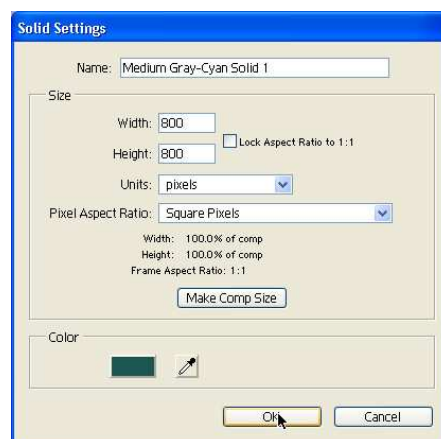 Solid Settings
Name: Medium Gray-Cyan Solid 1
Size
Width: 800
Lock Aspect Ratio to 1:1
Height: 800
Units: pixels
Pixel Aspect Ratio: Square Pixels
Width: 100.0% of comp
Height: 100.0% of comp
Frame Aspect Ratio: 1:1
Make Comp Size
Color
OK Cancel